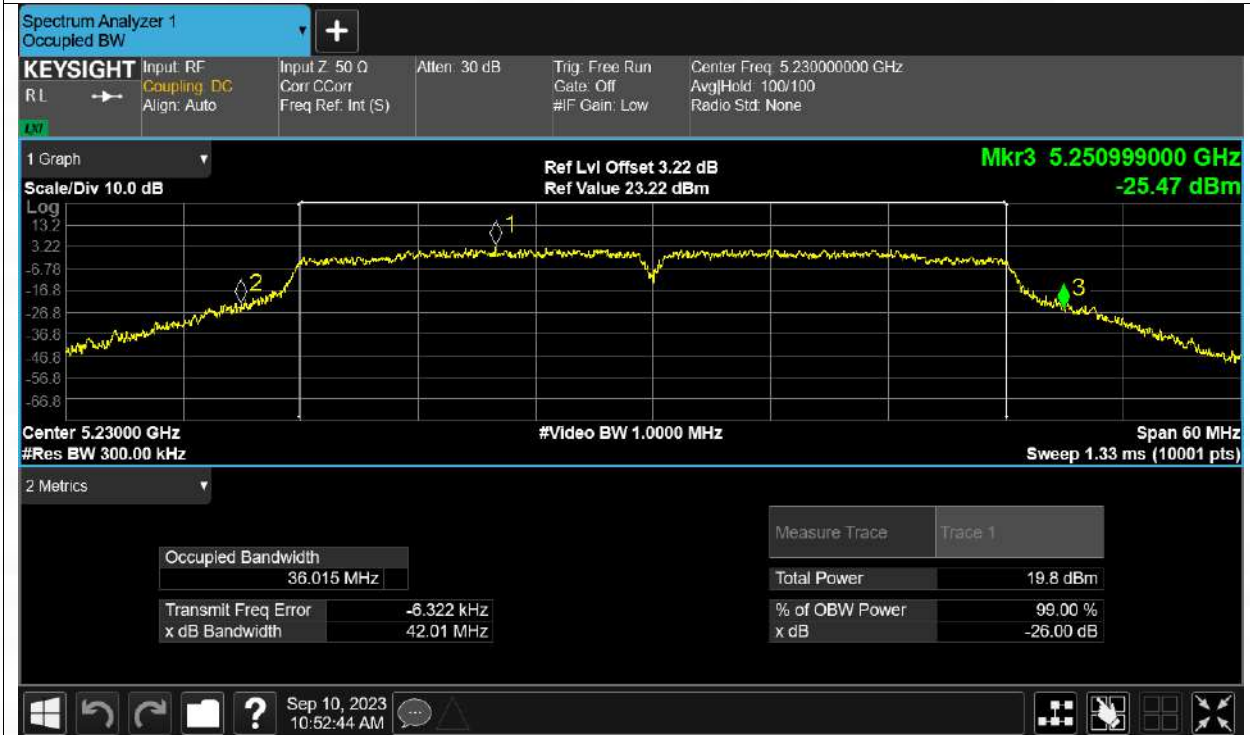 Spectrum Analyzer 1
Occupied BW
KEYSIGHT
RL
LXI
Input: RF
Coupling: DC
Align: Auto
Input Z: 50 Ω
Corr CCorr
Freq Ref: Int (S)
Atten: 30 dB
Trig: Free Run
Gate: Off
#IF Gain: Low
Center Freq: 5.230000000 GHz
Avg|Hold: 100/100
Radio Std: None
1 Graph
Scale/Div 10.0 dB
Ref Lvl Offset 3.22 dB
Ref Value 23.22 dBm
Mkr3 5.250999000 GHz
-25.47 dBm
Log
13.2
3.22
-6.78
-16.8
-26.8
-36.8
-46.8
-56.8
-66.8
1
2
3
Center 5.23000 GHz
#Res BW 300.00 kHz
#Video BW 1.0000 MHz
Span 60 MHz
Sweep 1.33 ms (10001 pts)
2 Metrics
Occupied Bandwidth
36.015 MHz
Transmit Freq Error -6.322 kHz
x dB Bandwidth 42.01 MHz
Measure Trace Trace 1
Total Power 19.8 dBm
% of OBW Power 99.00 %
x dB -26.00 dB
?
Sep 10, 2023
10:52:44 AM